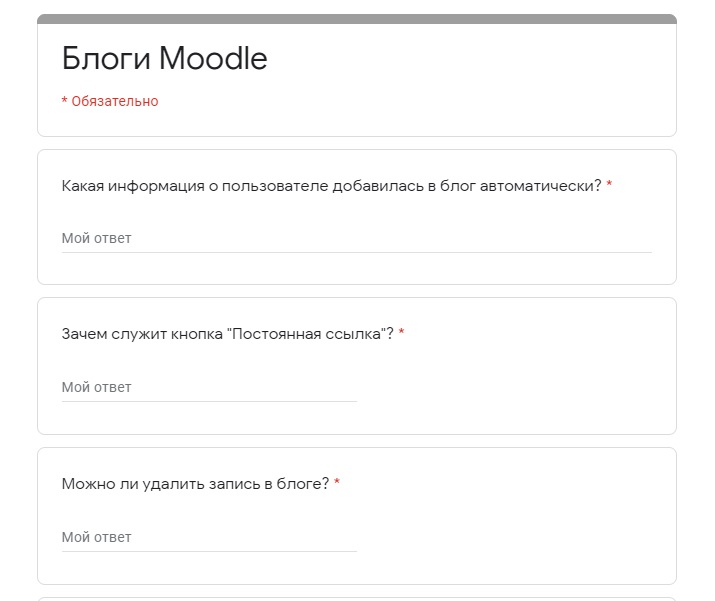 Блоги Moodle
* Обязательно
Какая информация о пользователе добавилась в блог автоматически? *
Мой ответ
Зачем служит кнопка "Постоянная ссылка"? *
Мой ответ
Можно ли удалить запись в блоге? *
Мой ответ